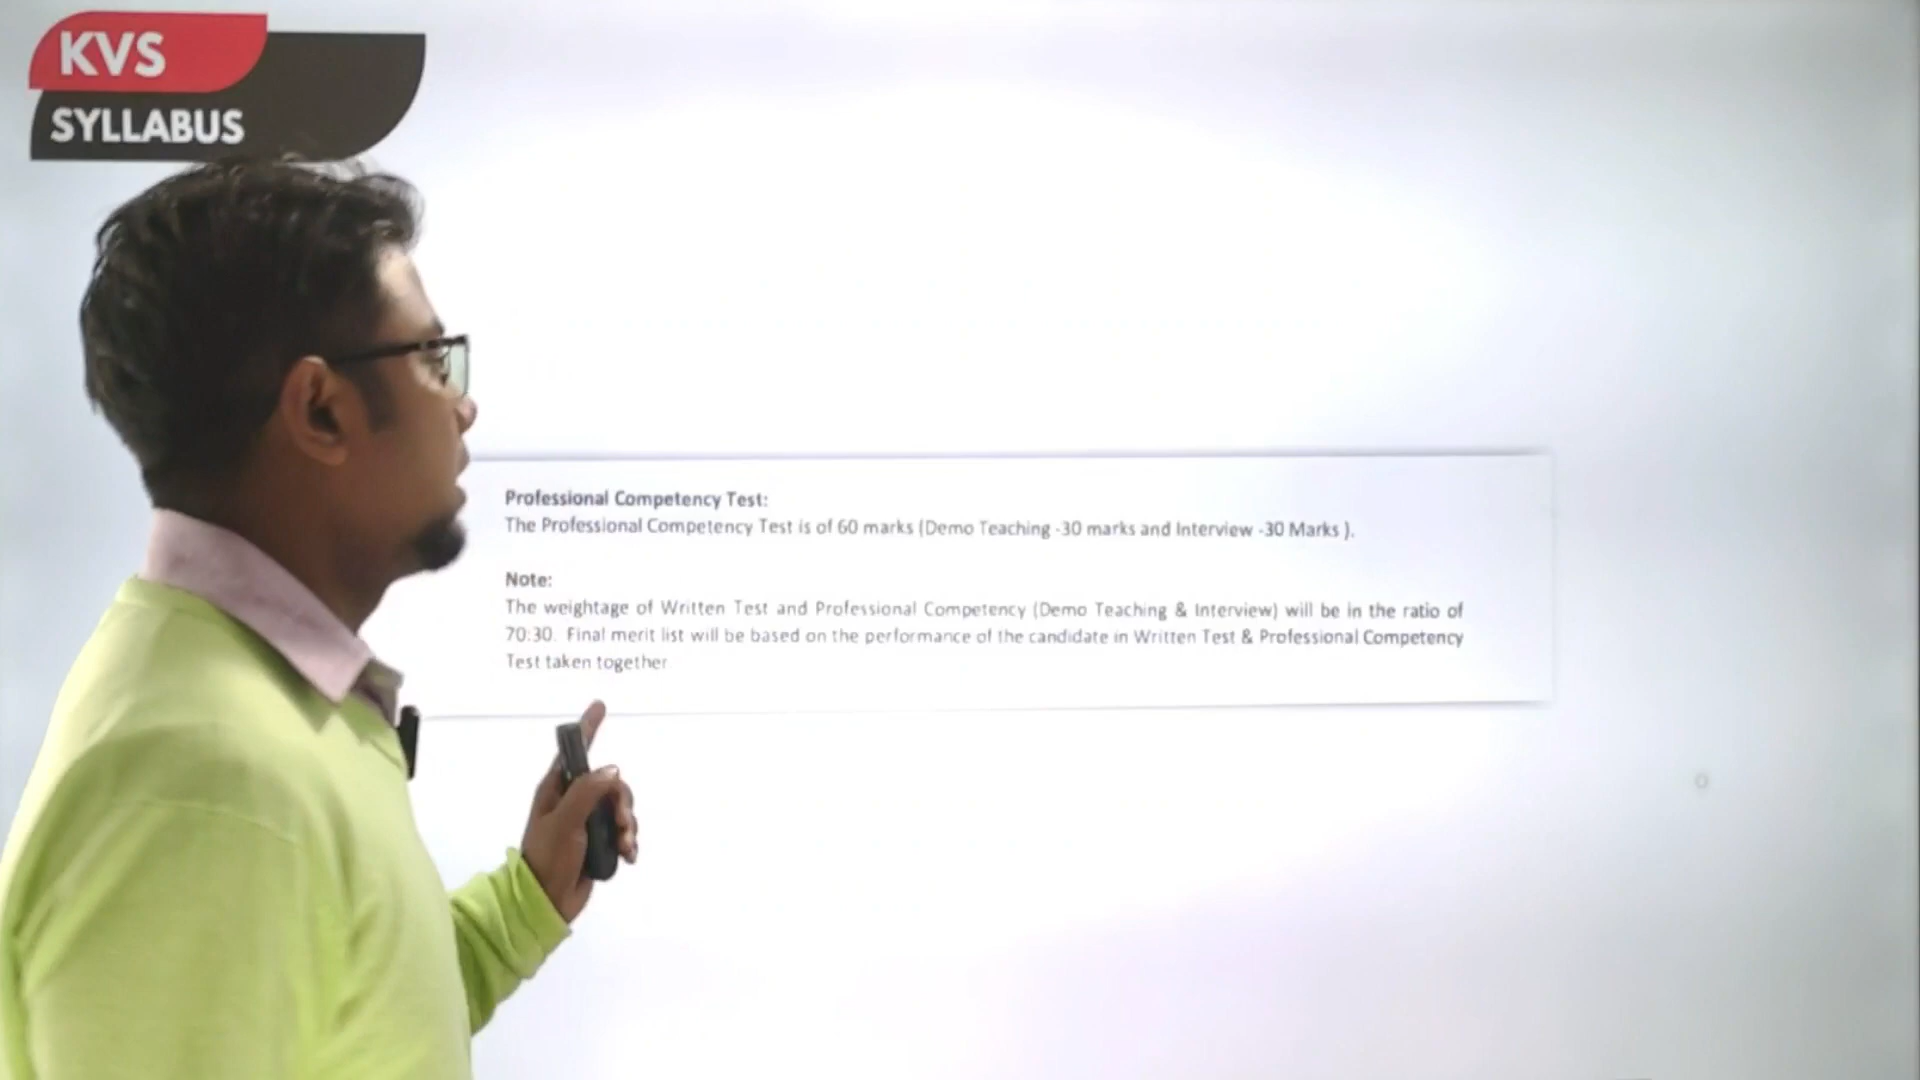 KVS
SYLLABUS
Professional Competency Test:
The Professional Competency Test is of 60 marks (Demo Teaching -30 marks and Interview -30 Marks ).
Note:
The weightage of Written Test and Professional Competency (Demo Teaching & Interview) will be in the ratio of
70:30. Final merit list will be based on the performance of the candidate in Written Test & Professional Competency
Test taken together